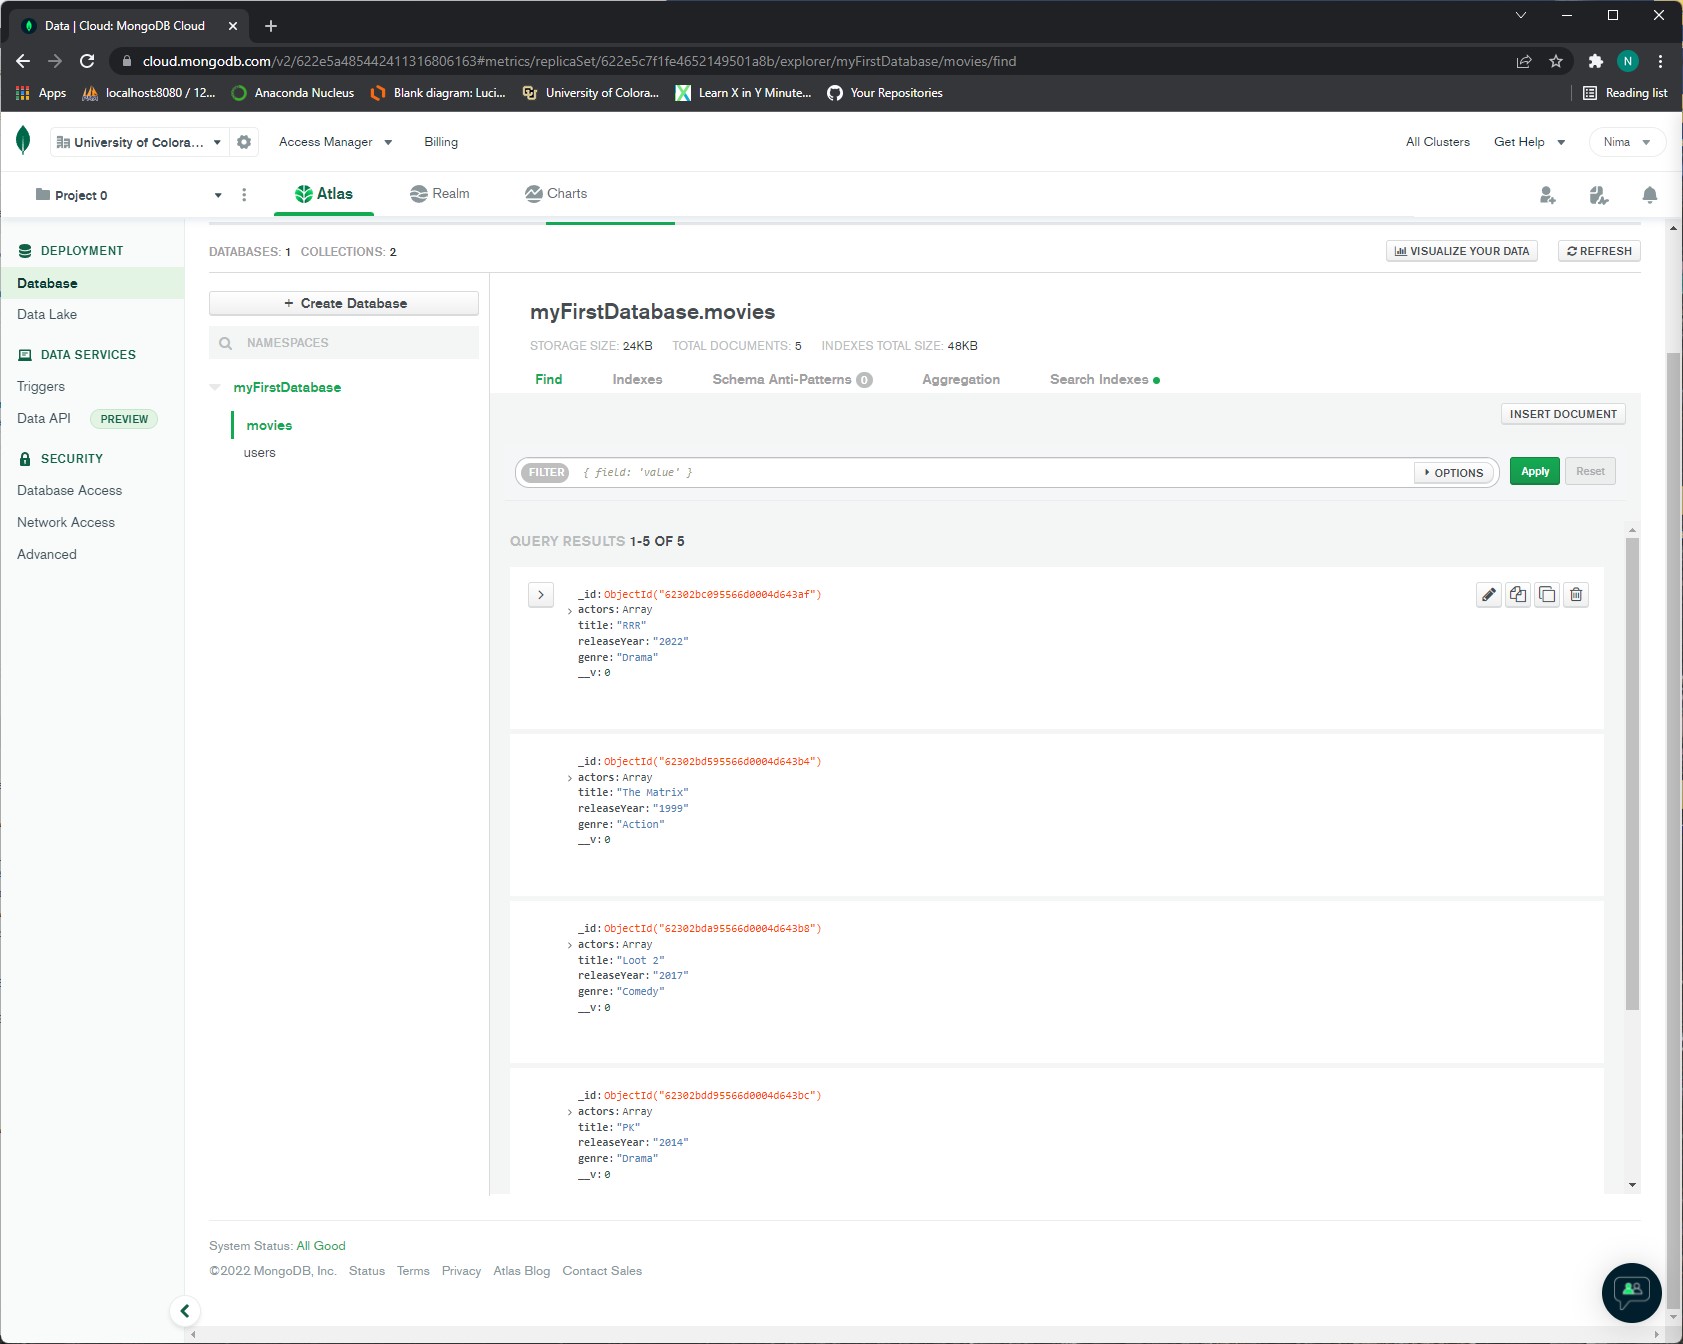 Data | Cloud: MongoDB Cloud
cloud.mongodb.com/v2/622e5a485442411316806163#metrics/replicaSet/622e5c7f1fe4652149501a8b/explorer/myFirstDatabase/movies/find
N
Apps localhost:8080 / 12... Anaconda Nucleus Blank diagram: Luci... University of Colora... Learn X in Y Minute... Your Repositories Reading list
University of Colora... Access Manager Billing All Clusters Get Help Nima
Project 0 Atlas Realm Charts
DEPLOYMENT
Database
Data Lake
DATA SERVICES
Triggers
Data API PREVIEW
SECURITY
Database Access
Network Access
Advanced
DATABASES: 1 COLLECTIONS: 2
VISUALIZE YOUR DATA REFRESH
+ Create Database
NAMESPACES
myFirstDatabase
movies
users
myFirstDatabase.movies
STORAGE SIZE: 24KB TOTAL DOCUMENTS: 5 INDEXES TOTAL SIZE: 48KB
Find Indexes Schema Anti-Patterns 0 Aggregation Search Indexes
INSERT DOCUMENT
FILTER { field: 'value' } OPTIONS Apply Reset
QUERY RESULTS 1-5 OF 5
_id: ObjectId("62302bc095566d0004d643af")
actors: Array
title: "RRR"
releaseYear: "2022"
genre: "Drama"
__v: 0
_id: ObjectId("62302bd595566d0004d643b4")
actors: Array
title: "The Matrix"
releaseYear: "1999"
genre: "Action"
__v: 0
_id: ObjectId("62302bda95566d0004d643b8")
actors: Array
title: "Loot 2"
releaseYear: "2017"
genre: "Comedy"
__v: 0
_id: ObjectId("62302bdd95566d0004d643bc")
actors: Array
title: "PK"
releaseYear: "2014"
genre: "Drama"
__v: 0
System Status: All Good
©2022 MongoDB, Inc. Status Terms Privacy Atlas Blog Contact Sales